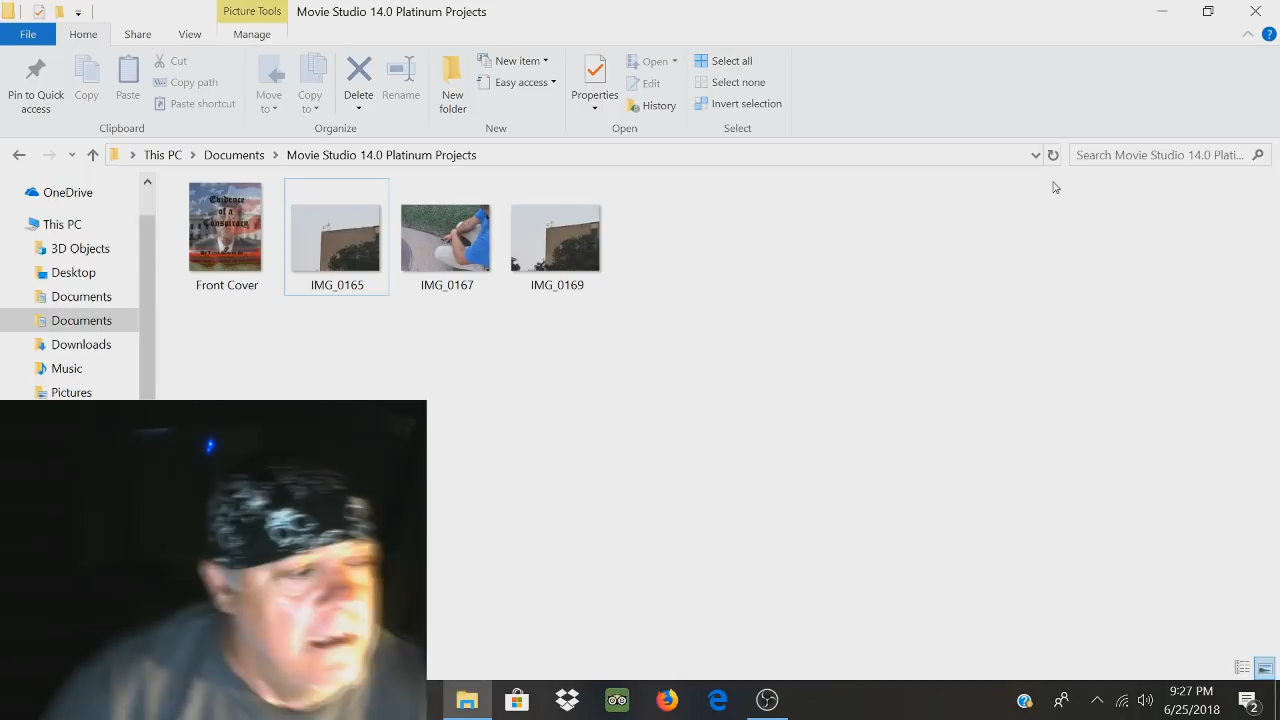 Picture Tools
Movie Studio 14.0 Platinum Projects
File
Home
Share
View
Manage
Pin to Quick access
Copy
Paste
Cut
Copy path
Paste shortcut
Clipboard
Move to
Copy to
Delete
Rename
Organize
New folder
New item
Easy access
New
Properties
Open
Edit
History
Open
Select all
Select none
Invert selection
Select
This PC
Documents
Movie Studio 14.0 Platinum Projects
Search Movie Studio 14.0 Plati...
OneDrive
This PC
3D Objects
Desktop
Documents
Documents
Downloads
Music
Pictures
Evidence
of a
Conspiracy
Front Cover
IMG_0165
IMG_0167
IMG_0169
9:27 PM
6/25/2018
2